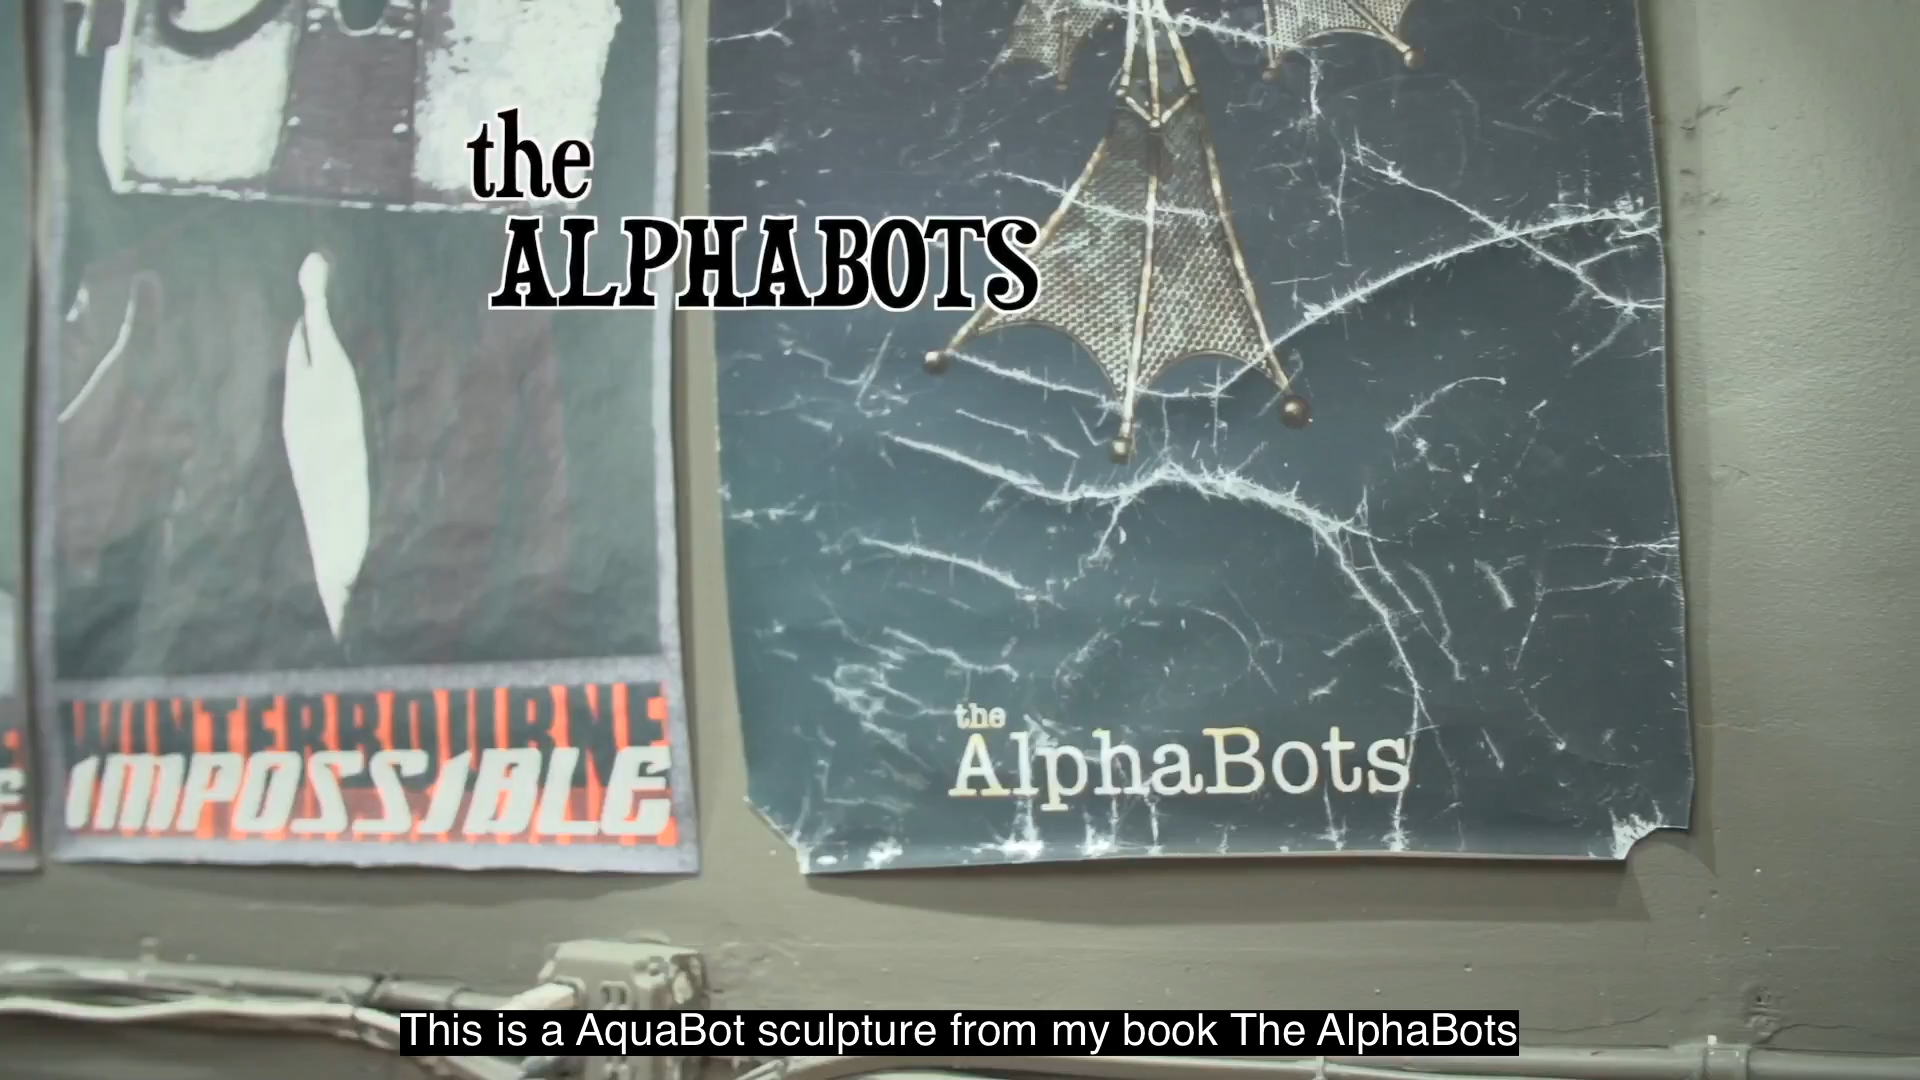 the
ALPHABOTS
WINTERBOURNE
IMPOSSIBLE
the
AlphaBots
E
This is a AquaBot sculpture from my book The AlphaBots